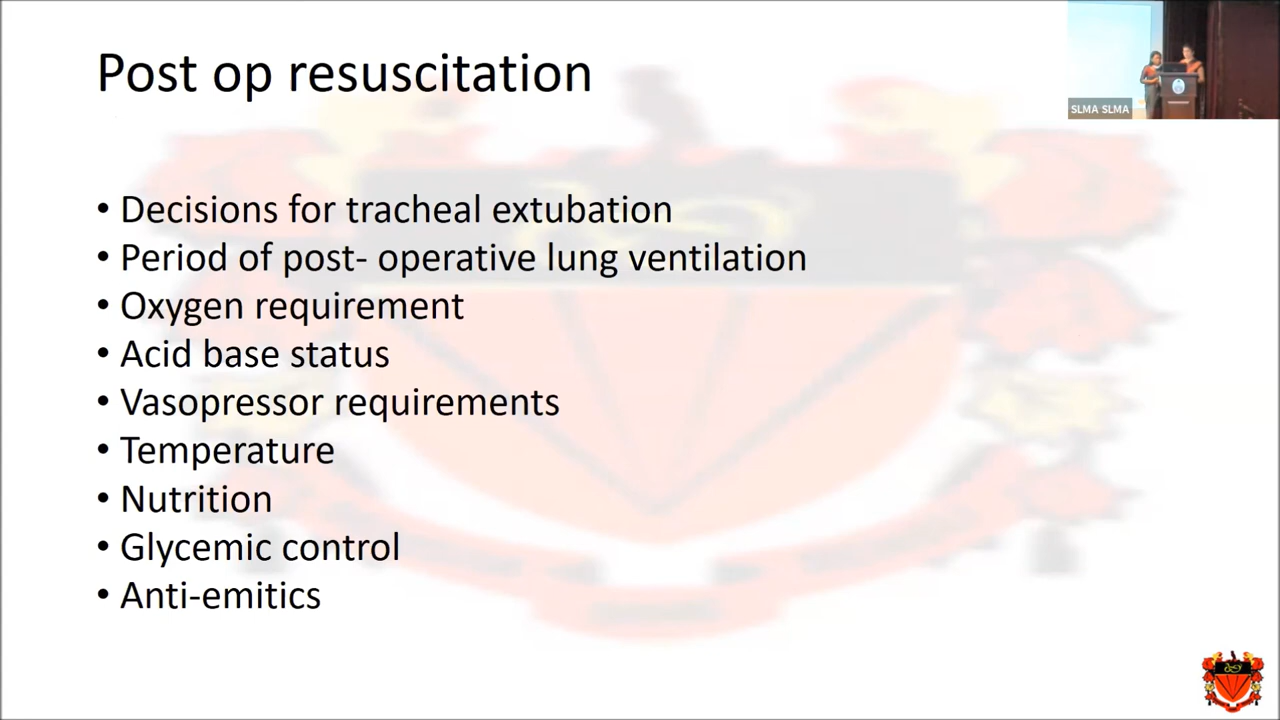 Post op resuscitation
SLMA SLMA
• Decisions for tracheal extubation
• Period of post- operative lung ventilation
• Oxygen requirement
• Acid base status
• Vasopressor requirements
• Temperature
• Nutrition
• Glycemic control
• Anti-emitics